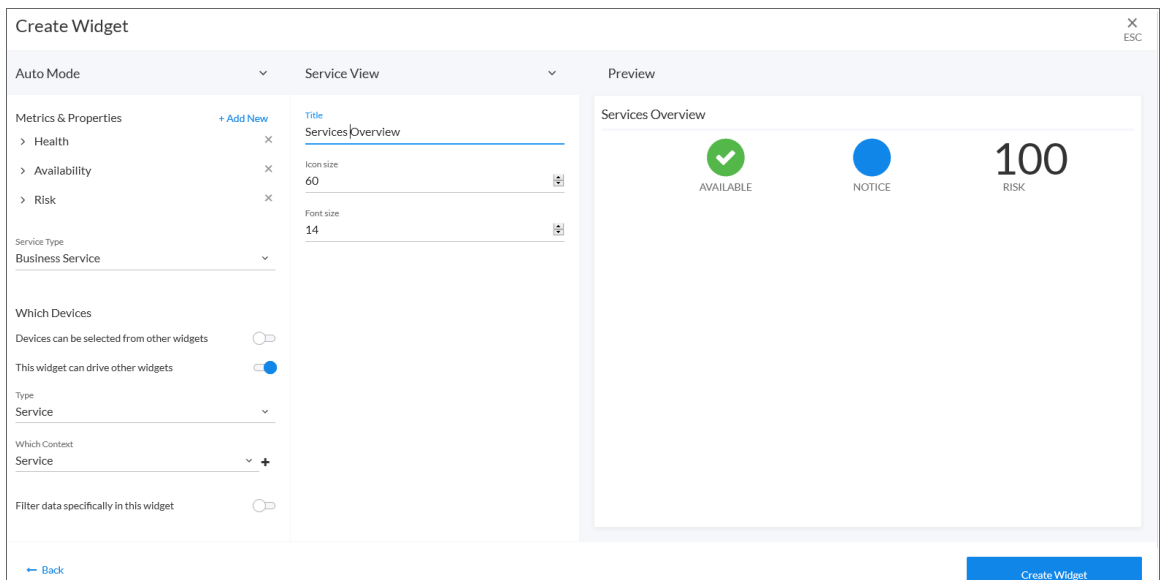 Create Widget
ESC
Auto Mode
Service View
Preview
Metrics & Properties
+ Add New
Health
Availability
Risk
Service Type
Business Service
Which Devices
Devices can be selected from other widgets
This widget can drive other widgets
Type
Service
Which Context
Service
Filter data specifically in this widget
Title
Services Overview
Icon size
60
Font size
14
Services Overview
100
AVAILABLE
NOTICE
RISK
← Back
Create Widget